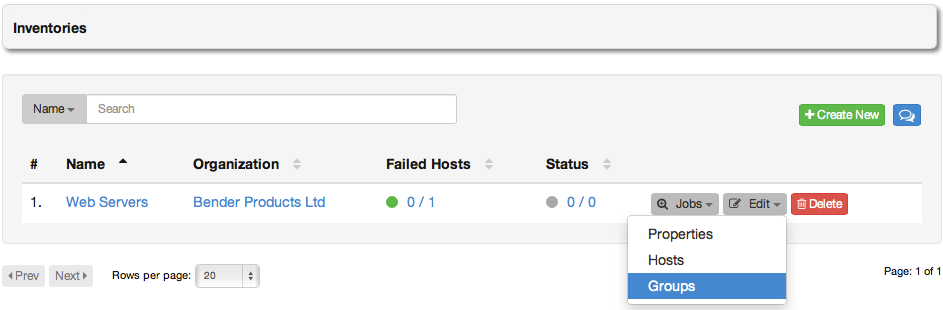 Inventories
Name Search
Create New
# Name Organization Failed Hosts Status
1. Web Servers Bender Products Ltd 0 / 1 0 / 0 Jobs Edit Delete
Properties
Hosts
Groups
Prev Next Rows per page: 20 Page: 1 of 1